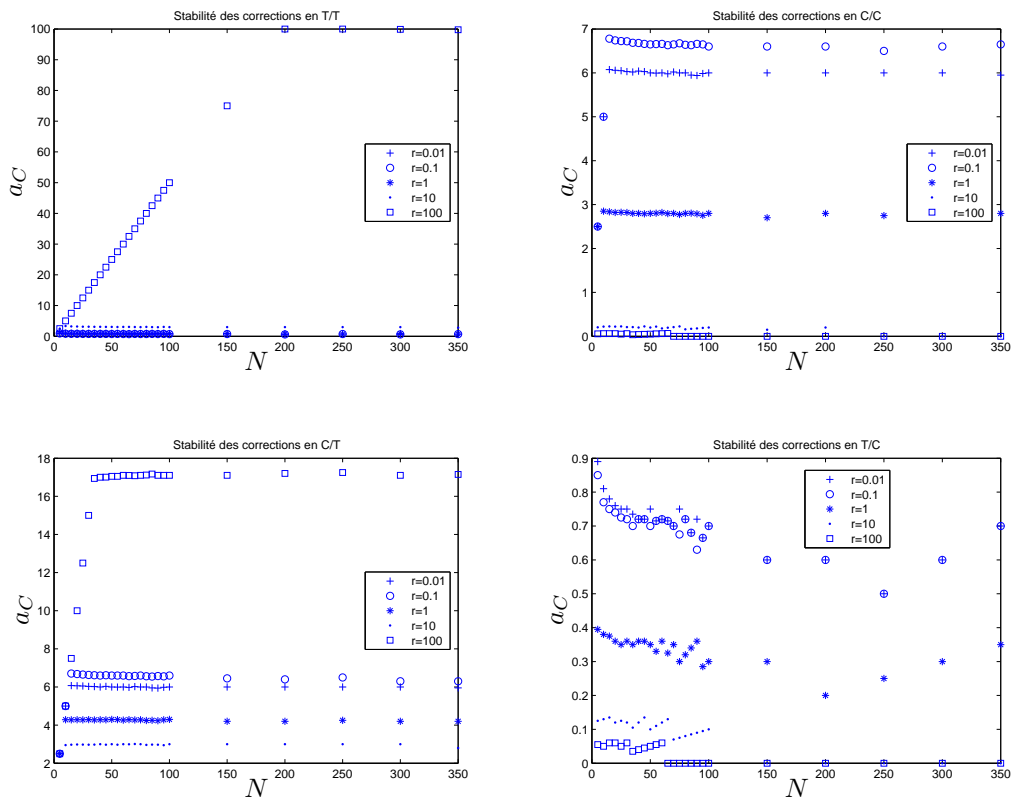 Stabilité des corrections en T/T
100
90
80
70
60
50
40
30
20
10
0
a_C
0 50 100 150 200 250 300 350
N
r=0.01
r=0.1
r=1
r=10
r=100
Stabilité des corrections en C/C
7
6
5
4
3
2
1
0
a_C
0 50 100 150 200 250 300 350
N
r=0.01
r=0.1
r=1
r=10
r=100
Stabilité des corrections en C/T
18
16
14
12
10
8
6
4
2
a_C
0 50 100 150 200 250 300 350
N
r=0.01
r=0.1
r=1
r=10
r=100
Stabilité des corrections en T/C
0.9
0.8
0.7
0.6
0.5
0.4
0.3
0.2
0.1
0
a_C
0 50 100 150 200 250 300 350
N
r=0.01
r=0.1
r=1
r=10
r=100